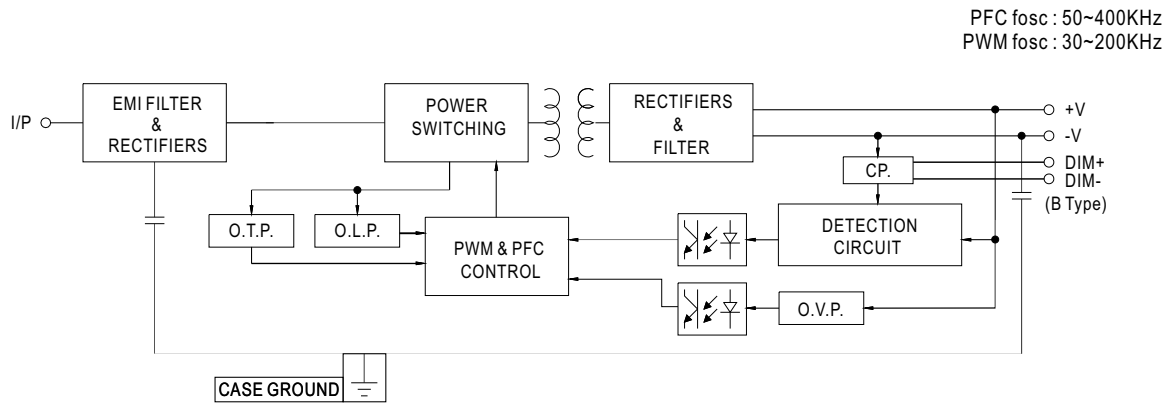 PFC fosc : 50~400KHz
PWM fosc : 30~200KHz
I/P
EMI FILTER
&
RECTIFIERS
POWER
SWITCHING
RECTIFIERS
&
FILTER
+V
-V
CP.
DIM+
DIM-
(B Type)
O.T.P.
O.L.P.
PWM & PFC
CONTROL
DETECTION
CIRCUIT
O.V.P.
CASE GROUND